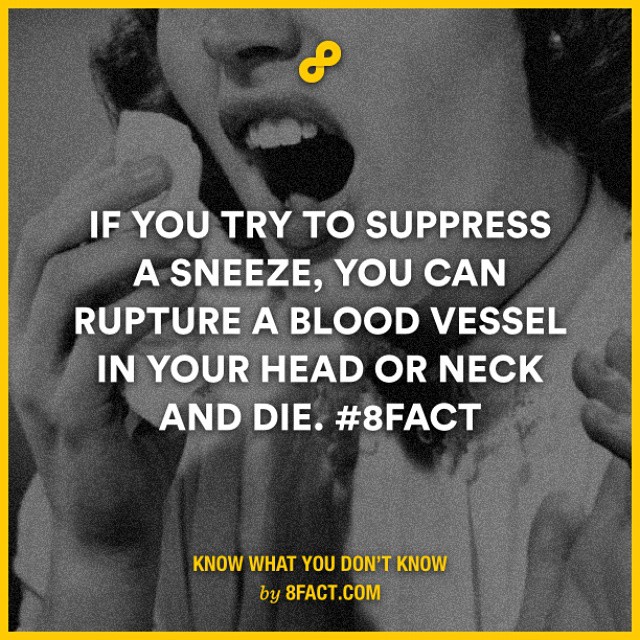 IF YOU TRY TO SUPPRESS
A SNEEZE, YOU CAN
RUPTURE A BLOOD VESSEL
IN YOUR HEAD OR NECK
AND DIE. #8FACT
KNOW WHAT YOU DON'T KNOW
by 8FACT.COM